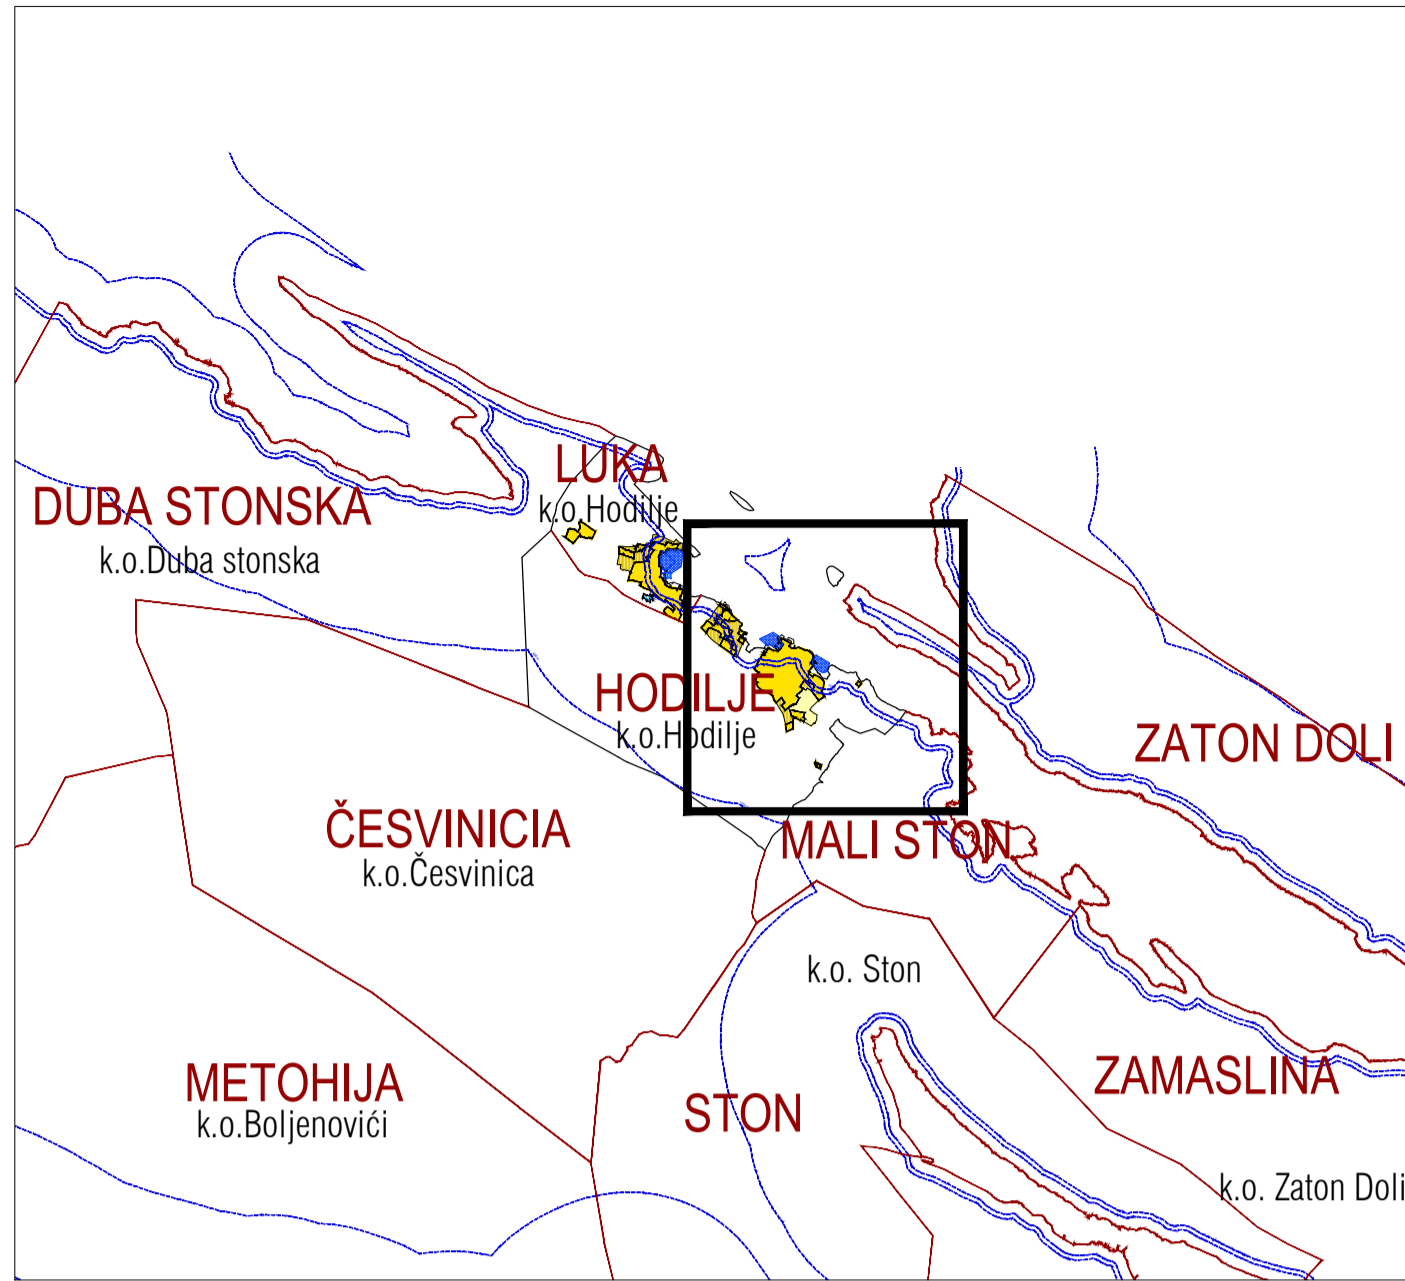 LUKA
k.o.Hodilje
DUBA STONSKA
k.o.Duba stonska
HODILJE
k.o.Hodilje
ZATON DOLI
ČESVINICIA
k.o.Česvinica
MALI STON
k.o. Ston
METOHIJA
k.o.Boljenovići
STON
ZAMASLINA
k.o. Zaton Doli